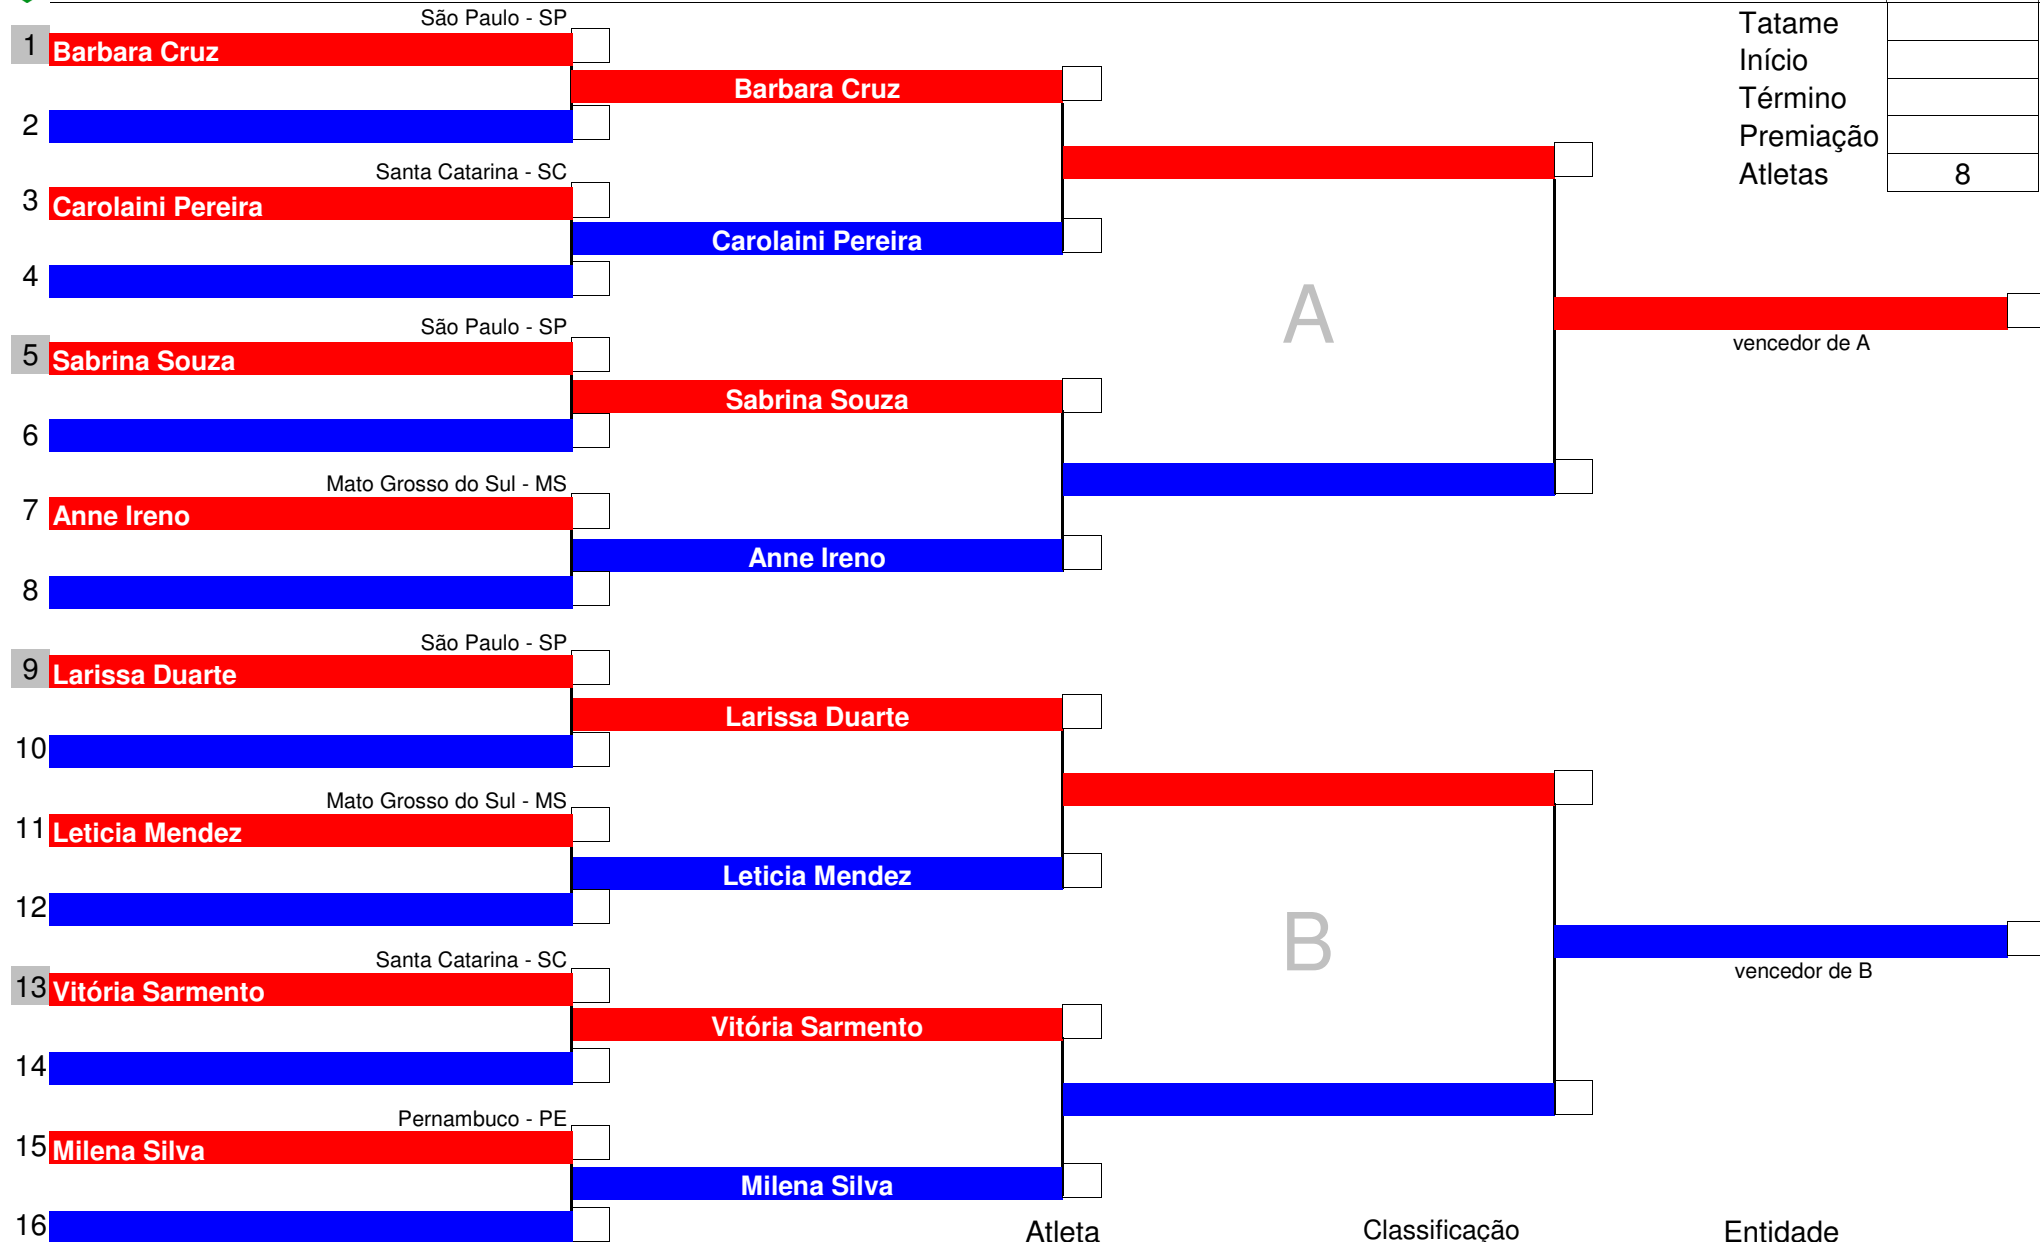 São Paulo - SP
1 Barbara Cruz
Barbara Cruz
2
Santa Catarina - SC
3 Carolaini Pereira
Carolaini Pereira
4
São Paulo - SP
5 Sabrina Souza
Sabrina Souza
6
Mato Grosso do Sul - MS
7 Anne Ireno
Anne Ireno
8
São Paulo - SP
9 Larissa Duarte
Larissa Duarte
10
Mato Grosso do Sul - MS
11 Leticia Mendez
Leticia Mendez
12
Santa Catarina - SC
13 Vitória Sarmento
Vitória Sarmento
14
Pernambuco - PE
15 Milena Silva
Milena Silva
16
A
B
Tatame
Início
Término
Premiação
Atletas 8
vencedor de A
vencedor de B
Atleta Classificação Entidade